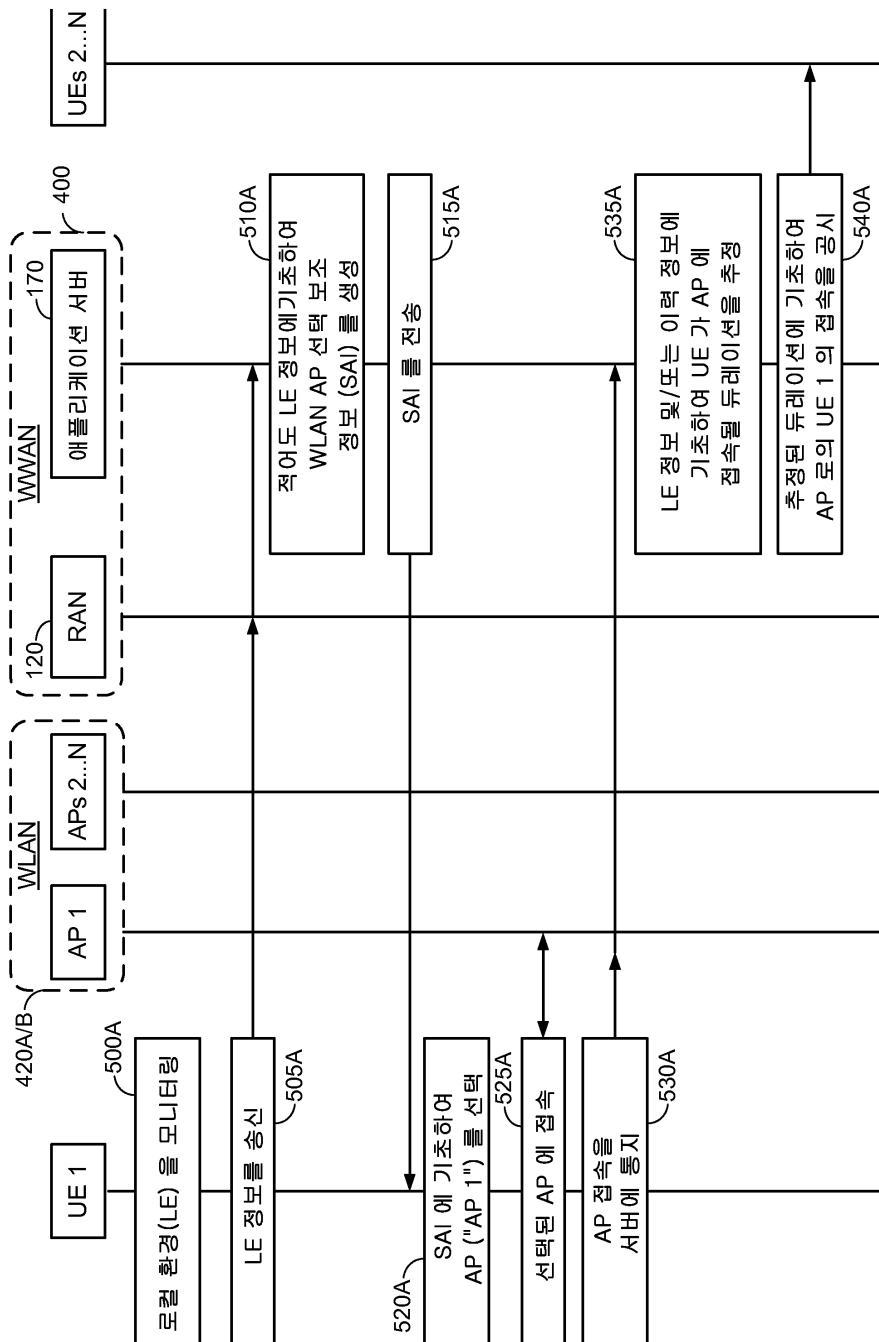 UE 1
WLAN
AP 1
APs 2...N
420A/B
WWAN
RAN
120
애플리케이션 서버
170
400
UEs 2...N
로컬 환경(LE) 을 모니터링
500A
LE 정보를 송신
505A
적어도 LE 정보에기초하여
WLAN AP 선택 보조
정보 (SAI) 를 생성
510A
SAI 를 전송
515A
SAI 에 기초하여
AP ("AP 1") 를 선택
520A
선택된 AP 에 접속
525A
AP 접속을
서버에 통지
530A
LE 정보 및/또는 이력 정보에
기초하여 UE 가 AP 에
접속될 듀레이션을 추정
535A
추정된 듀레이션에 기초하여
AP 로의 UE 1 의 접속을 공시
540A